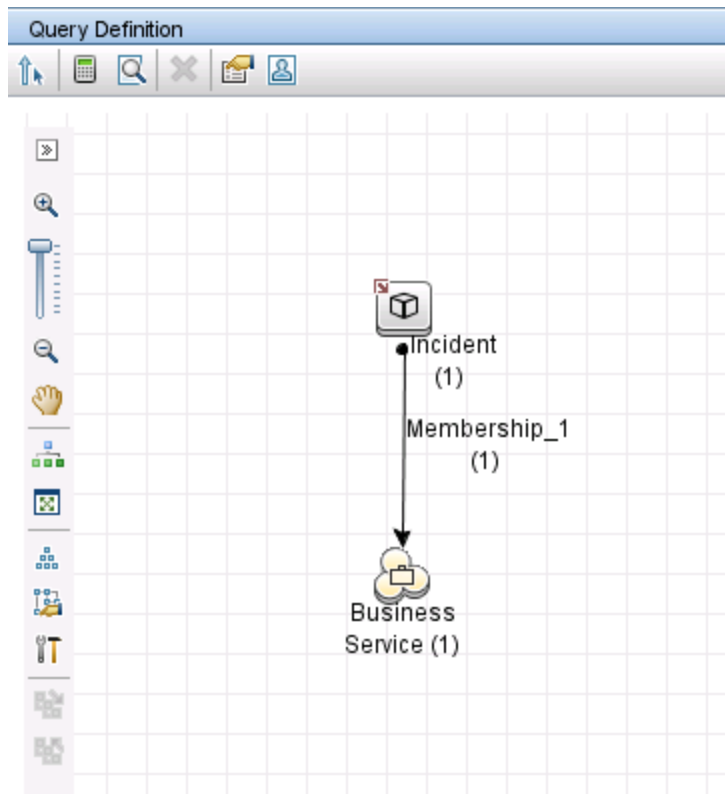 Query Definition
Incident
(1)
Membership_1
(1)
Business
Service (1)